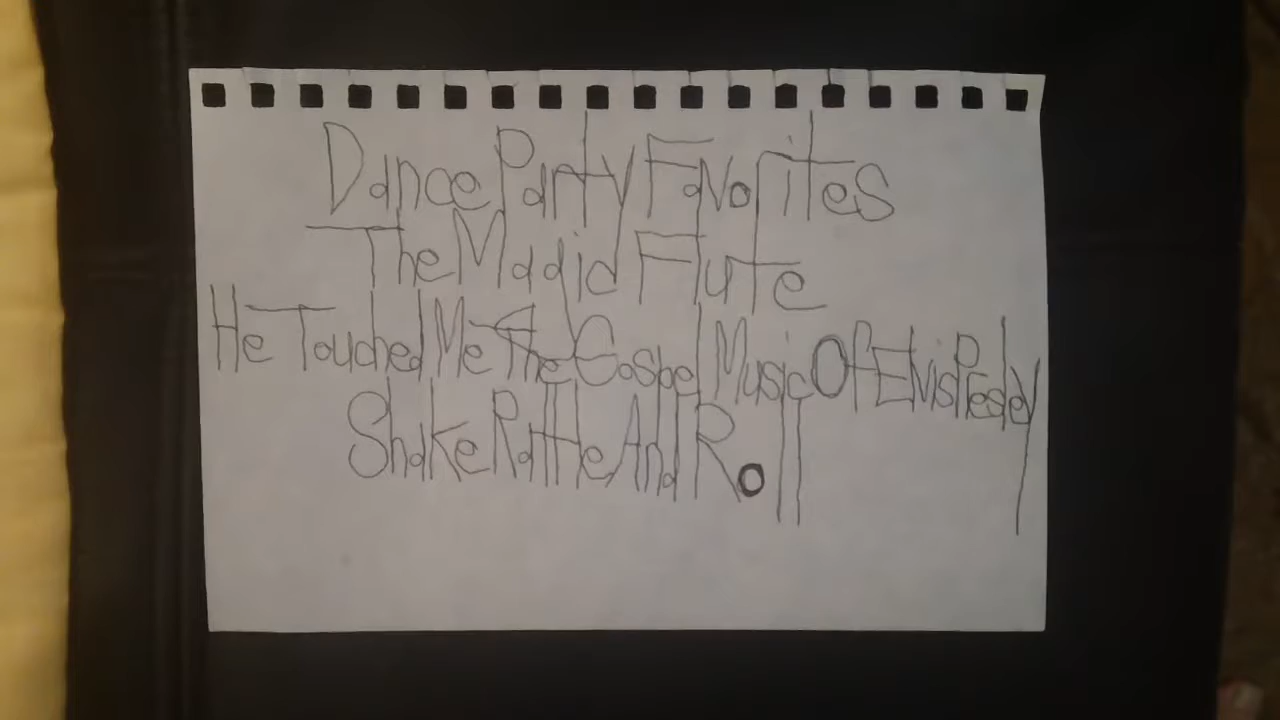 Dance Party Favorites
The Magic Flute
He Touched Me The Gospel Music Of Elvis Presley
Shake Rattle And Roll